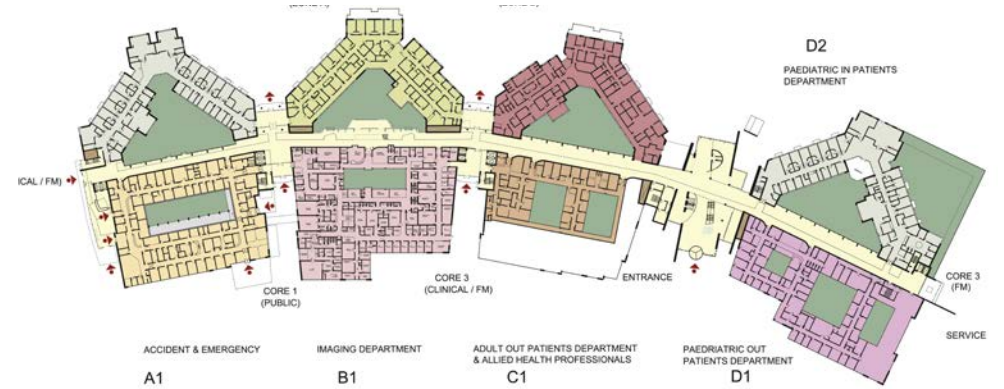 D2
PAEDIATRIC IN PATIENTS
DEPARTMENT
ICAL / FM)
CORE 1
(PUBLIC)
CORE 3
(CLINICAL / FM)
ENTRANCE
CORE 3
(FM)
SERVICE
ACCIDENT & EMERGENCY
A1
IMAGING DEPARTMENT
B1
ADULT OUT PATIENTS DEPARTMENT
& ALLIED HEALTH PROFESSIONALS
C1
PAEDRIATRIC OUT
PATIENTS DEPARTMENT
D1